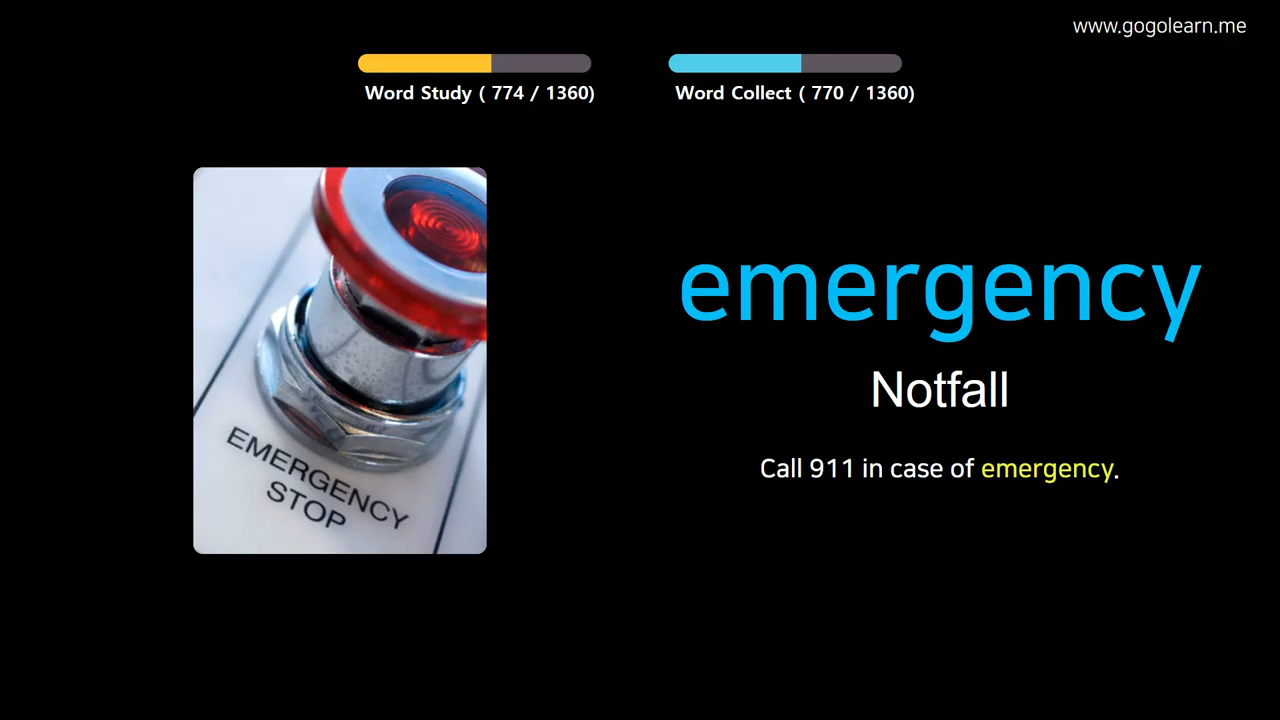 www.gogolearn.me
Word Study ( 774 / 1360)
Word Collect ( 770 / 1360)
EMERGENCY
STOP
emergency
Notfall
Call 911 in case of emergency.